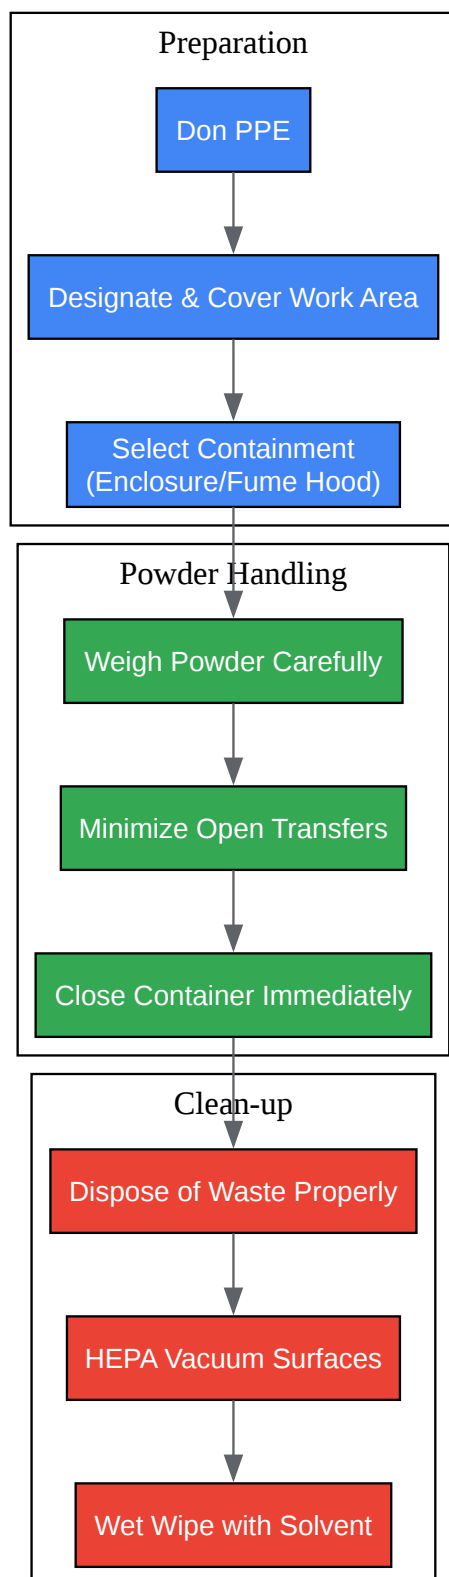 Preparation
Don PPE
Designate & Cover Work Area
Select Containment
(Enclosure/Fume Hood)
Powder Handling
Weigh Powder Carefully
Minimize Open Transfers
Close Container Immediately
Clean-up
Dispose of Waste Properly
HEPA Vacuum Surfaces
Wet Wipe with Solvent